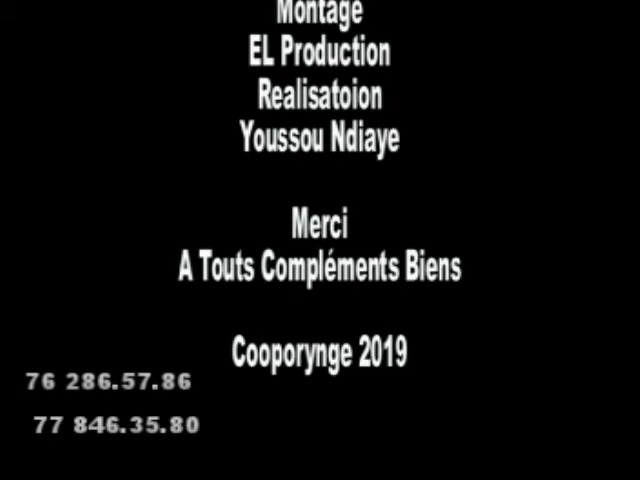 Montage
EL Production
Realisatoion
Youssou Ndiaye
Merci
A Touts Compléments Biens
Cooporynge 2019
76 286.57.86
77 846.35.80